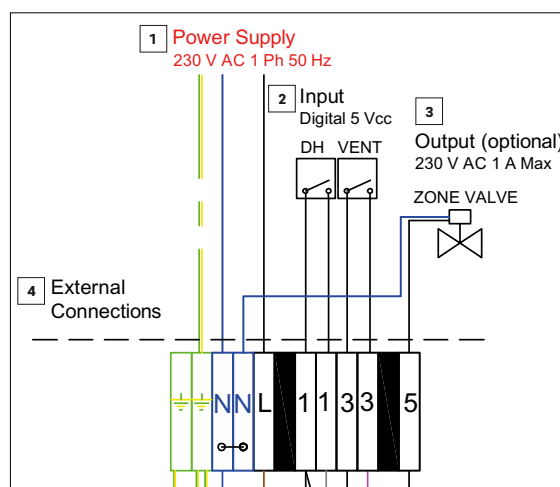 1 Power Supply
230 V AC 1 Ph 50 Hz
2 Input
Digital 5 Vcc
DH VENT
3
Output (optional)
230 V AC 1 A Max
ZONE VALVE
4 External
Connections
N N L 1 1 3 3 5